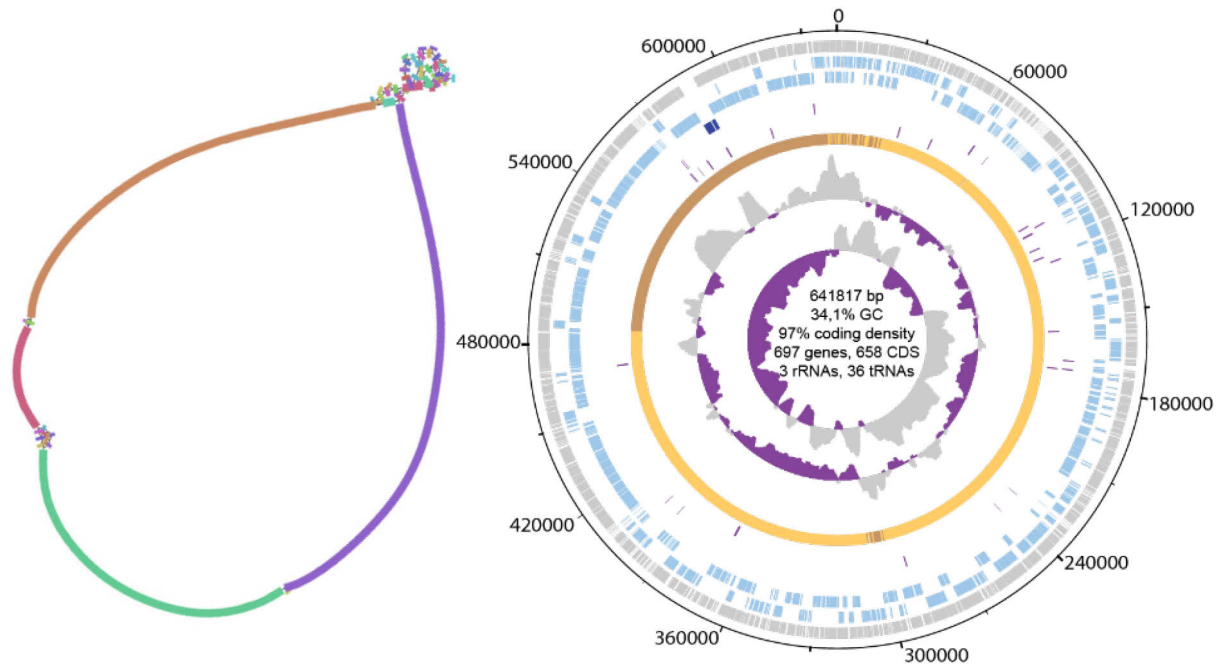 0
600000
60000
540000
120000
641817 bp
34,1% GC
97% coding density
480000
697 genes, 658 CDS
3 rRNAs, 36 tRNAs
180000
420000
240000
360000
300000